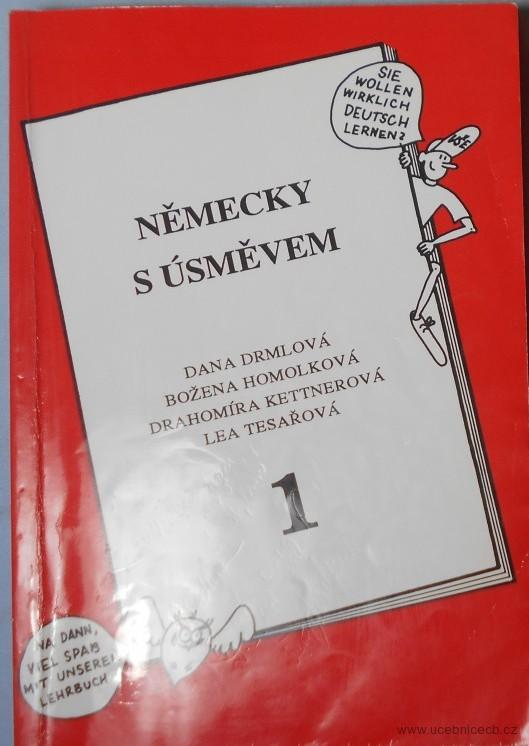 SIE
WOLLEN
WIRKLICH
DEUTSCH
LERNEN?
VŠE
NĚMECKY
S ÚSMĚVEM
DANA DRMLOVÁ
BOŽENA HOMOLKOVÁ
DRAHOMÍRA KETTNEROVÁ
LEA TESAŘOVÁ
1
NA DANN,
VIEL SPAß
MIT UNSEREM
LEHRBUCH
www.ucebnicecb.cz